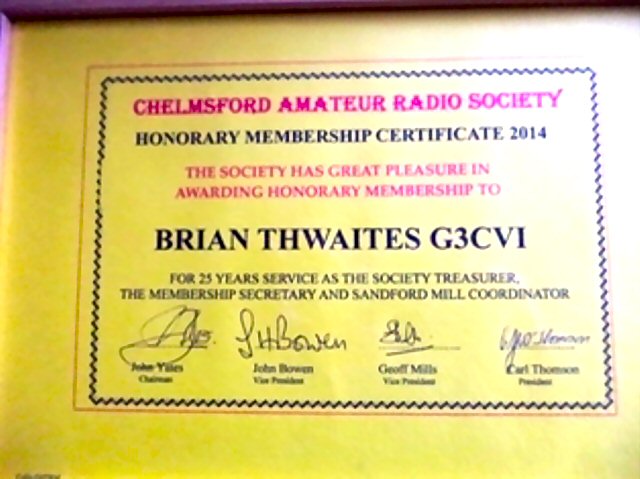 CHELMSFORD AMATEUR RADIO SOCIETY
HONORARY MEMBERSHIP CERTIFICATE 2014
THE SOCIETY HAS GREAT PLEASURE IN
AWARDING HONORARY MEMBERSHIP TO
BRIAN THWAITES G3CVI
FOR 25 YEARS SERVICE AS THE SOCIETY TREASURER,
THE MEMBERSHIP SECRETARY AND SANDFORD MILL COORDINATOR
J H Bowen
John John Bowen Geoff Mills Carl Thomson
Chairman Vice President Vice President President